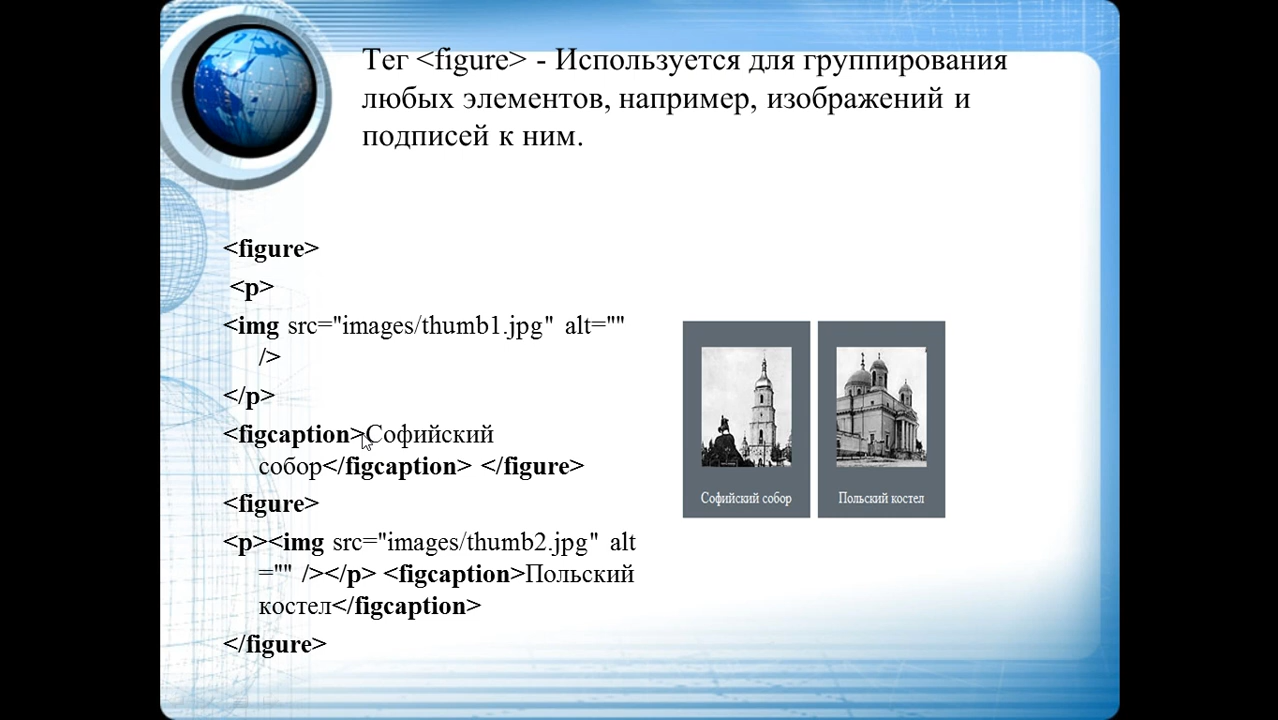 Тег <figure> - Используется для группирования
любых элементов, например, изображений и
подписей к ним.
<figure>
<p>
<img src="images/thumb1.jpg" alt=""
/>
</p>
<figcaption>Софийский
собор</figcaption> </figure>
<figure>
<p><img src="images/thumb2.jpg" alt
="" /></p> <figcaption>Польский
костел</figcaption>
</figure>
Софийский собор
Польский костел